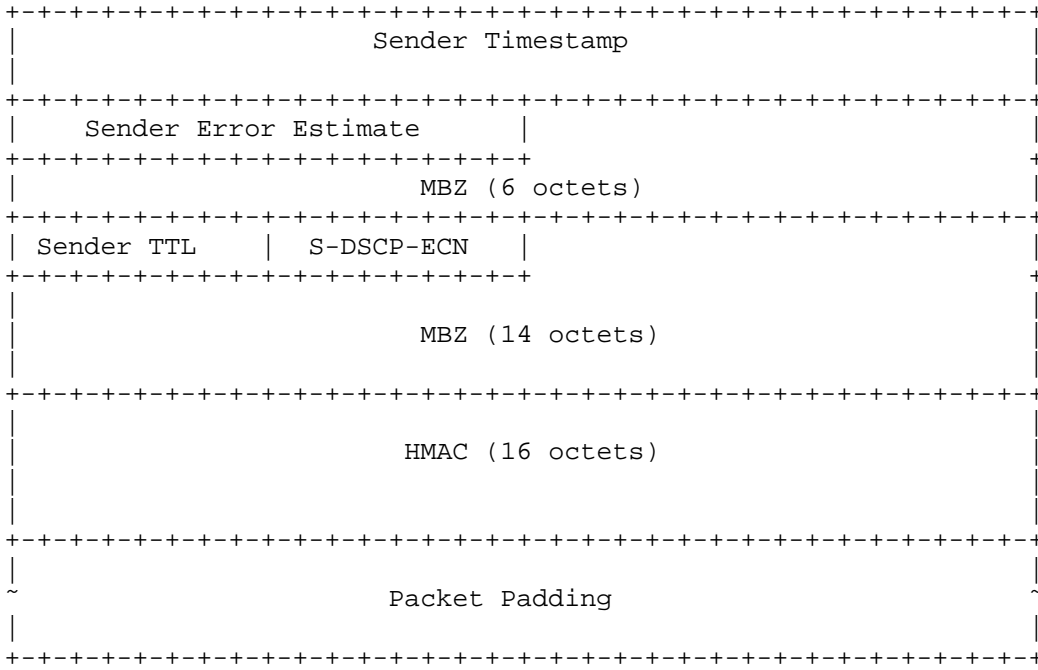 +-+-+-+-+-+-+-+-+-+-+-+-+-+-+-+-+-+-+-+-+-+-+-+-+-+-+-+-+-+-+-+-+
|                      Sender Timestamp                         |
|                                                               |
+-+-+-+-+-+-+-+-+-+-+-+-+-+-+-+-+-+-+-+-+-+-+-+-+-+-+-+-+-+-+-+-+
|    Sender Error Estimate      |                               |
+-+-+-+-+-+-+-+-+-+-+-+-+-+-+-+-+                               +
|                         MBZ (6 octets)                        |
+-+-+-+-+-+-+-+-+-+-+-+-+-+-+-+-+-+-+-+-+-+-+-+-+-+-+-+-+-+-+-+-+
| Sender TTL    |  S-DSCP-ECN   |                               |
+-+-+-+-+-+-+-+-+-+-+-+-+-+-+-+-+                               +
|                                                               |
|                         MBZ (14 octets)                       |
|                                                               |
+-+-+-+-+-+-+-+-+-+-+-+-+-+-+-+-+-+-+-+-+-+-+-+-+-+-+-+-+-+-+-+-+
|                                                               |
|                        HMAC (16 octets)                       |
|                                                               |
|                                                               |
+-+-+-+-+-+-+-+-+-+-+-+-+-+-+-+-+-+-+-+-+-+-+-+-+-+-+-+-+-+-+-+-+
|                                                               |
~                       Packet Padding                          ~
|                                                               |
+-+-+-+-+-+-+-+-+-+-+-+-+-+-+-+-+-+-+-+-+-+-+-+-+-+-+-+-+-+-+-+-+